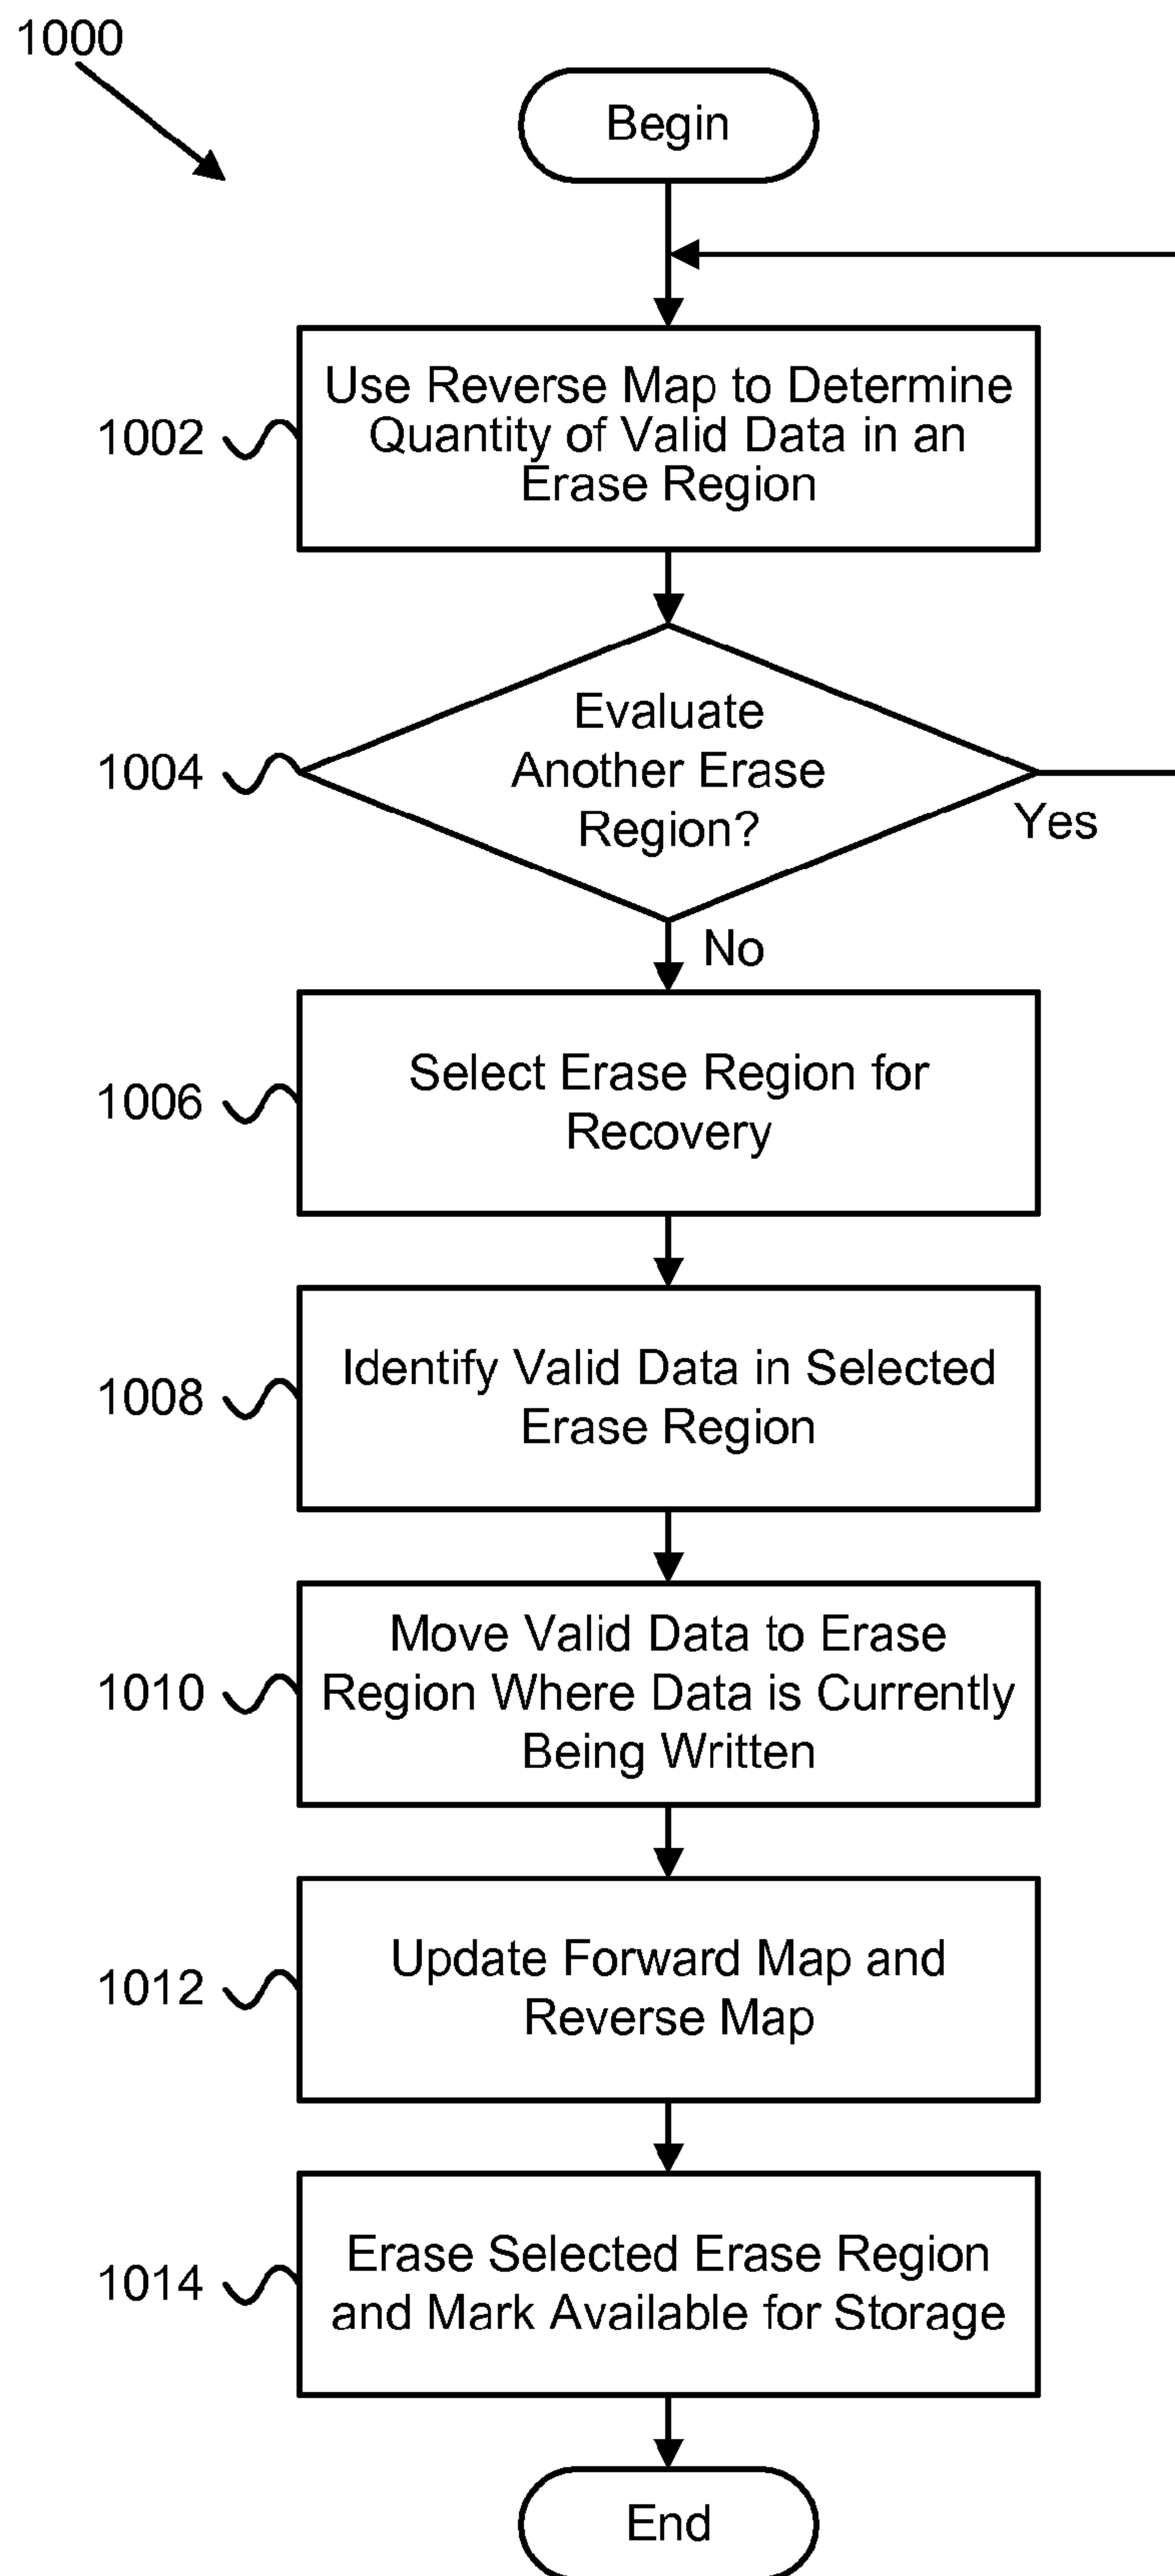 1000
Begin
Use Reverse Map to Determine
Quantity of Valid Data in an
Erase Region
1002
Evaluate
Another Erase
Region?
1004
Yes
No
Select Erase Region for
Recovery
1006
Identify Valid Data in Selected
Erase Region
1008
Move Valid Data to Erase
Region Where Data is Currently
Being Written
1010
Update Forward Map and
Reverse Map
1012
Erase Selected Erase Region
and Mark Available for Storage
1014
End